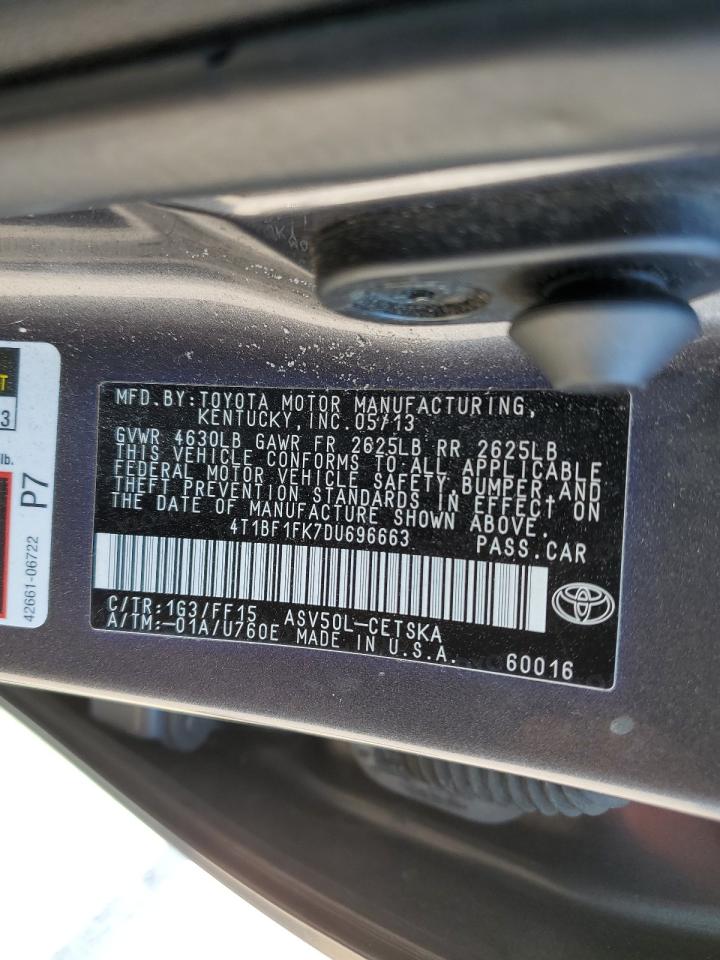 MFD.BY:TOYOTA MOTOR MANUFACTURING,
KENTUCKY, INC. 05/13
GVWR 4630LB GAWR FR 2625LB RR 2625LB
THIS VEHICLE CONFORMS TO ALL APPLICABLE
FEDERAL MOTOR VEHICLE SAFETY, BUMPER, AND
THEFT PREVENTION STANDARDS IN EFFECT ON
THE DATE OF MANUFACTURE SHOWN ABOVE.
4T1BF1FK7DU696663 PASS.CAR
C/TR:1G3/FF15 ASV50L-CETSKA
A/TM:-01A/U760E MADE IN U.S.A. 60016
T
3
lb.
P7
42661-06722